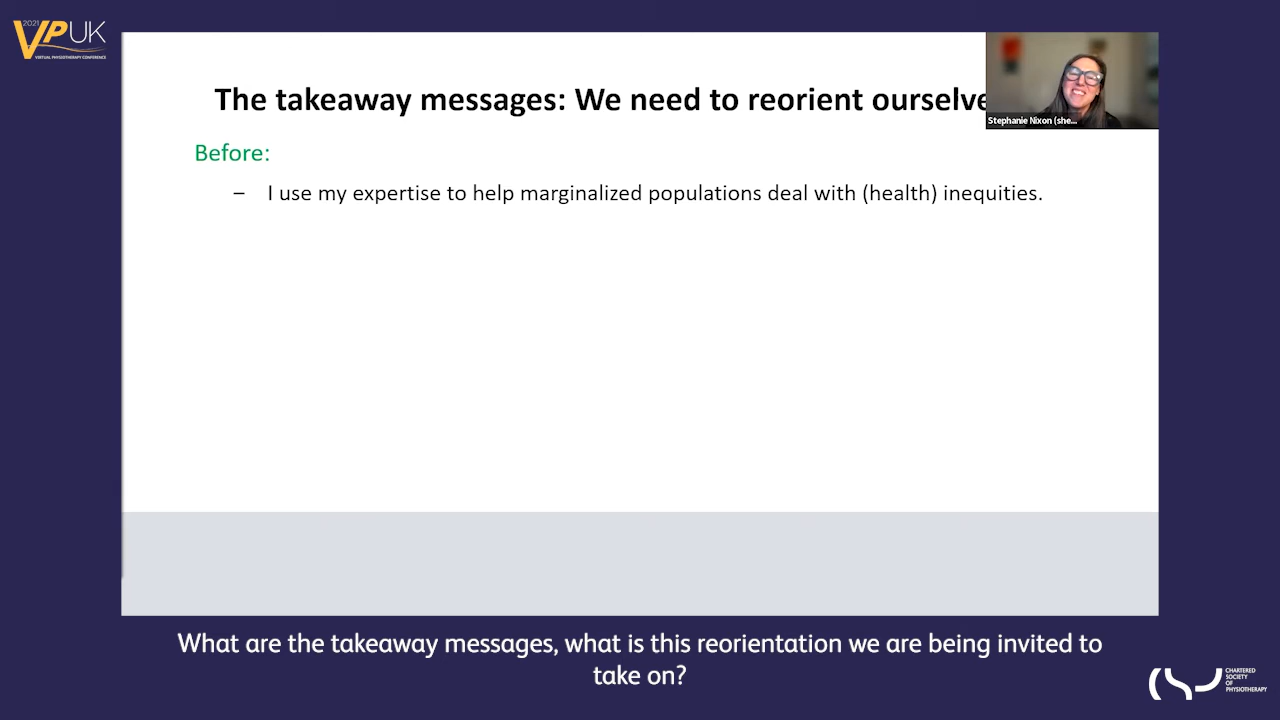 2021
VPUK
VIRTUAL PHYSIOTHERAPY CONFERENCE
The takeaway messages: We need to reorient ourselve
Stephanie Nixon (she...
Before:
– I use my expertise to help marginalized populations deal with (health) inequities.
What are the takeaway messages, what is this reorientation we are being invited to
take on?
CHARTERED
SOCIETY
OF
PHYSIOTHERAPY